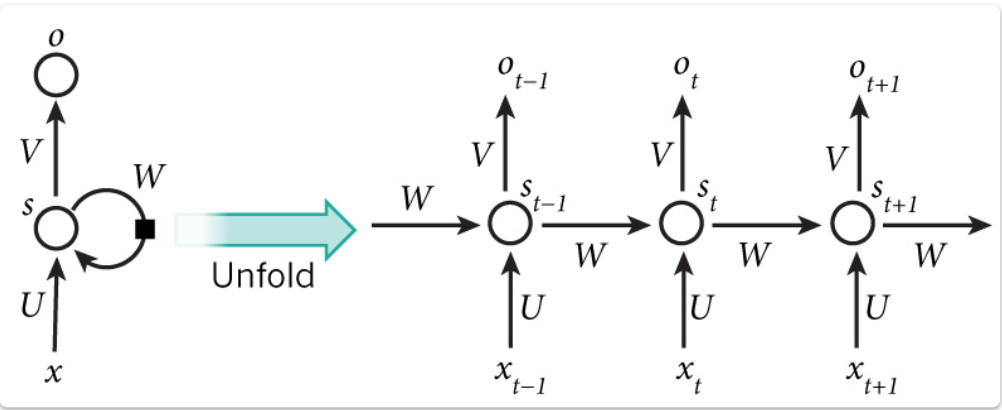 o
V
W
s
U
x
Unfold
o_{t-1} o_t o_{t+1}
V V V
W
s_{t-1} s_t s_{t+1}
W W W
U U U
x_{t-1} x_t x_{t+1}